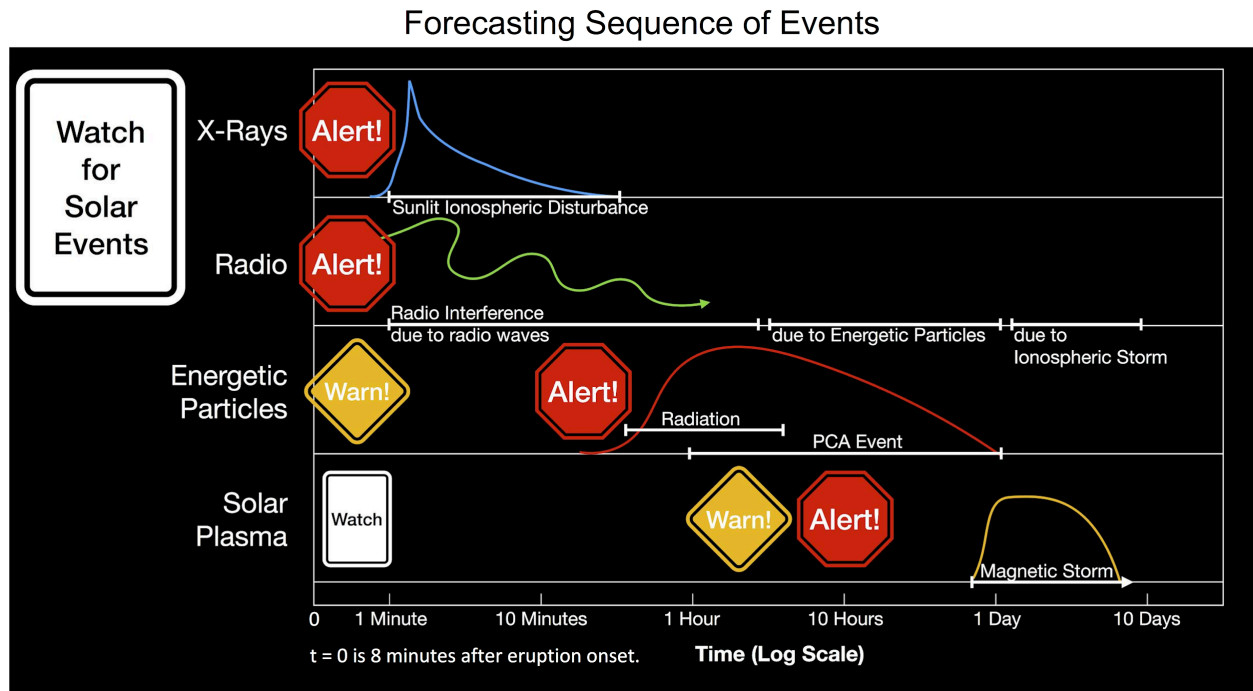 Forecasting Sequence of Events
Watch
for
Solar
Events
X-Rays
Alert!
Sunlit Ionospheric Disturbance
Radio
Alert!
Radio Interference
due to radio waves
due to Energetic Particles
due to
Ionospheric Storm
Energetic
Particles
Warn!
Alert!
Radiation
PCA Event
Solar
Plasma
Watch
Warn!
Alert!
Magnetic Storm
0 1 Minute 10 Minutes 1 Hour 10 Hours 1 Day 10 Days
t = 0 is 8 minutes after eruption onset.
Time (Log Scale)